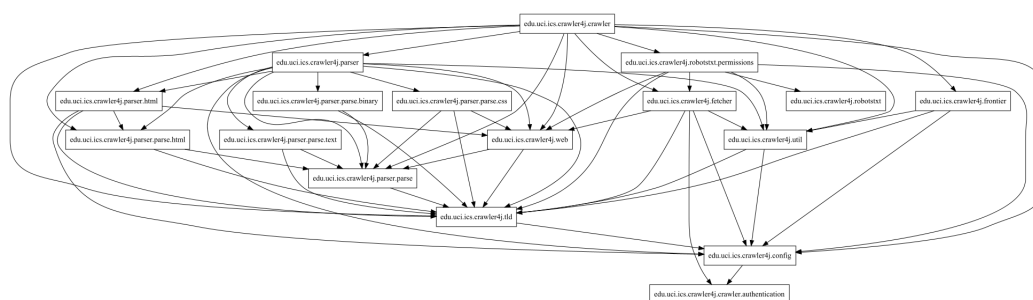 edu.uci.ics.crawler4j.crawler
edu.uci.ics.crawler4j.parser
edu.uci.ics.crawler4j.robotstxt.permissions
edu.uci.ics.crawler4j.parser.html
edu.uci.ics.crawler4j.parser.parse.binary
edu.uci.ics.crawler4j.parser.parse.css
edu.uci.ics.crawler4j.fetcher
edu.uci.ics.crawler4j.robotstxt
edu.uci.ics.crawler4j.frontier
edu.uci.ics.crawler4j.parser.parse.html
edu.uci.ics.crawler4j.parser.parse.text
edu.uci.ics.crawler4j.web
edu.uci.ics.crawler4j.util
edu.uci.ics.crawler4j.parser.parse
edu.uci.ics.crawler4j.tld
edu.uci.ics.crawler4j.config
edu.uci.ics.crawler4j.crawler.authentication